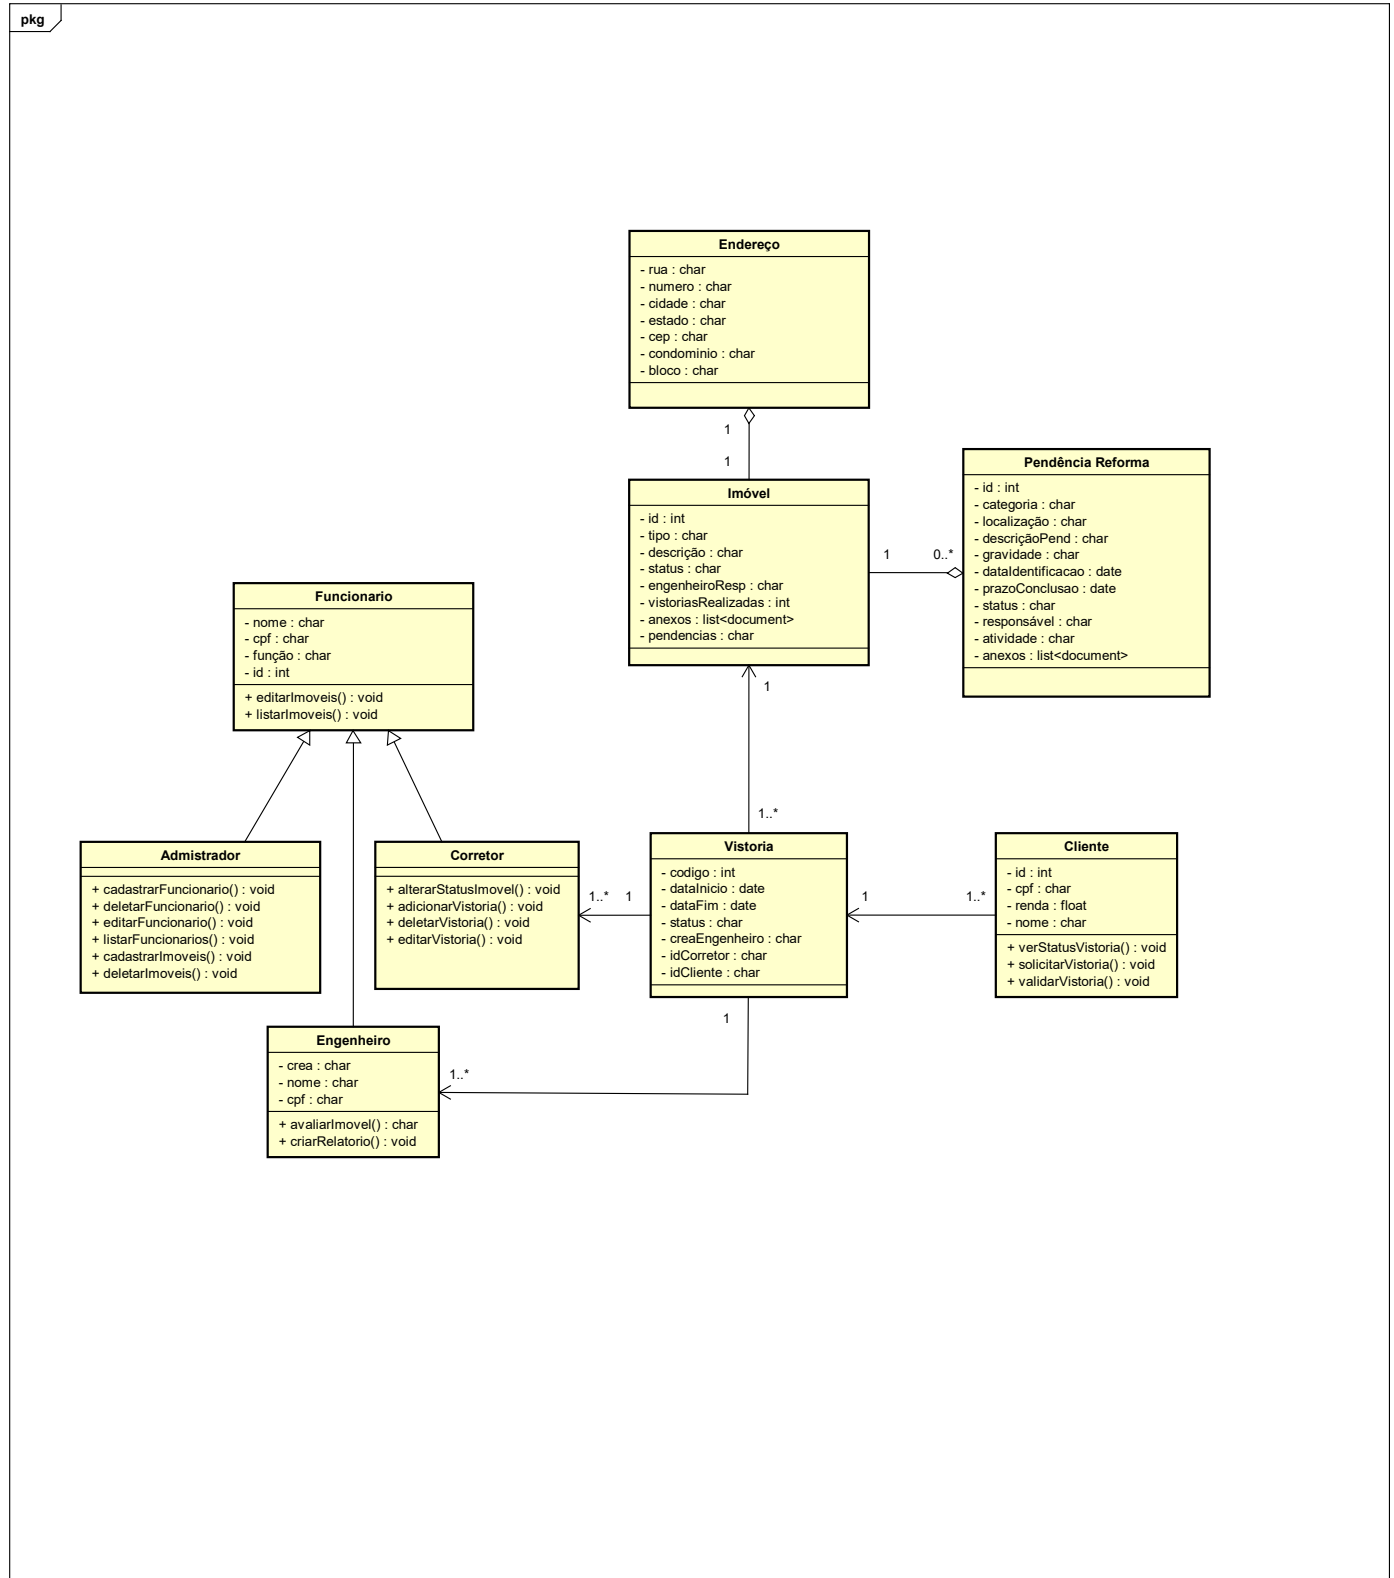 pkg
Endereço
- rua : char
- numero : char
- cidade : char
- estado : char
- cep : char
- condominio : char
- bloco : char
1
1
Imóvel
- id : int
- tipo : char
- descrição : char
- status : char
- engenheiroResp : char
- vistoriasRealizadas : int
- anexos : list<document>
- pendencias : char
1
0..*
Pendência Reforma
- id : int
- categoria : char
- localização : char
- descriçãoPend : char
- gravidade : char
- dataIdentificacao : date
- prazoConclusao : date
- status : char
- responsável : char
- atividade : char
- anexos : list<document>
Funcionario
- nome : char
- cpf : char
- função : char
- id : int
+ editarImoveis() : void
+ listarImoveis() : void
1
1..*
Admistrador
+ cadastrarFuncionario() : void
+ deletarFuncionario() : void
+ editarFuncionario() : void
+ listarFuncionarios() : void
+ cadastrarImoveis() : void
+ deletarImoveis() : void
Corretor
+ alterarStatusImovel() : void
+ adicionarVistoria() : void
+ deletarVistoria() : void
+ editarVistoria() : void
1..*
1
Vistoria
- codigo : int
- dataInicio : date
- dataFim : date
- status : char
- creaEngenheiro : char
- idCorretor : char
- idCliente : char
1
1..*
Cliente
- id : int
- cpf : char
- renda : float
- nome : char
+ verStatusVistoria() : void
+ solicitarVistoria() : void
+ validarVistoria() : void
1
Engenheiro
- crea : char
- nome : char
- cpf : char
+ avaliarImovel() : char
+ criarRelatorio() : void
1..*